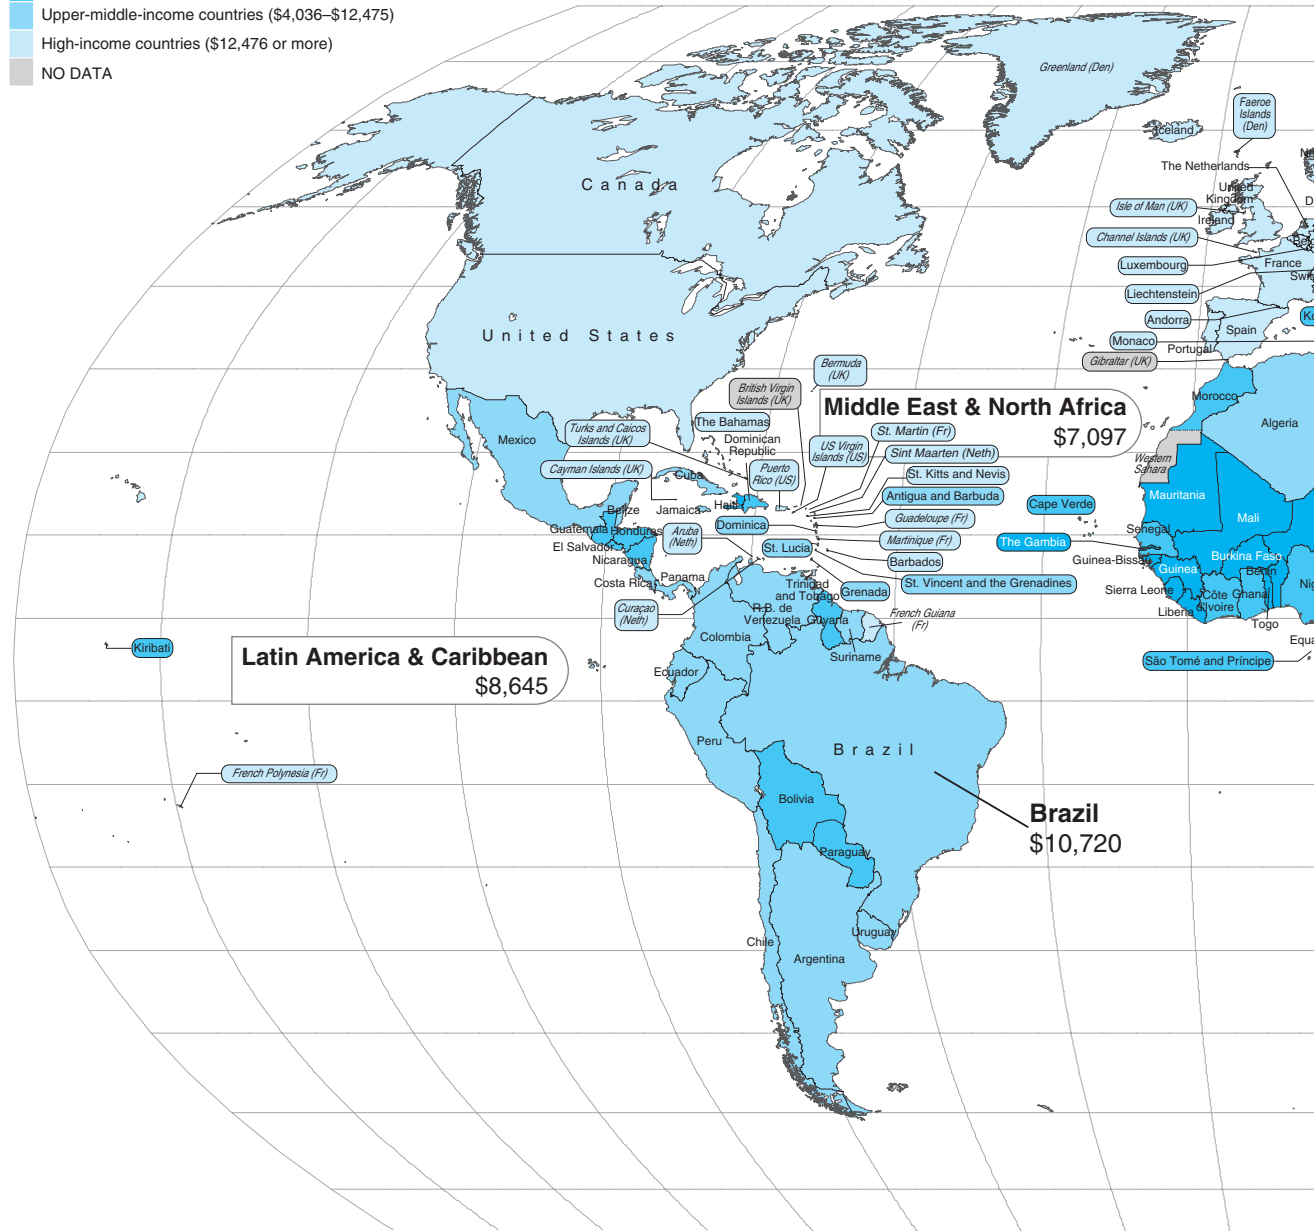 Upper-middle-income countries ($4,036–$12,475)
High-income countries ($12,476 or more)
NO DATA
Greenland (Den)
Faeroe
Islands
(Den)
Iceland
The Netherlands
Canada
United
Kingdom
Isle of Man (UK)
Ireland
Channel Islands (UK)
Luxembourg
France
Liechtenstein
Andorra
Spain
United States
Monaco
Portugal
Gibraltar (UK)
Bermuda
(UK)
British Virgin
Islands (UK)
Middle East & North Africa
$7,097
Morocco
Algeria
Mexico
Turks and Caicos
Islands (UK)
The Bahamas
Dominican
Republic
US Virgin
Islands (US)
St. Martin (Fr)
Sint Maarten (Neth)
Western
Sahara
Cayman Islands (UK)
Cuba
Puerto
Rico (US)
St. Kitts and Nevis
Antigua and Barbuda
Mauritania
Cape Verde
Belize
Jamaica
Haiti
Guadeloupe (Fr)
Mali
Guatemala
Honduras
Aruba
(Neth)
Dominica
Martinique (Fr)
The Gambia
Senegal
El Salvador
Nicaragua
St. Lucia
Barbados
Guinea-Bissau
Burkina Faso
Guinea
Benin
Costa Rica
Panama
Trinidad
and Tobago
Grenada
St. Vincent and the Grenadines
Sierra Leone
Côte
d'Ivoire
Ghana
Curaçao
(Neth)
R.B. de
Venezuela
Guyana
French Guiana
(Fr)
Liberia
Togo
Colombia
Suriname
Kiribati
Latin America & Caribbean
$8,645
Ecuador
São Tomé and Príncipe
Peru
Brazil
French Polynesia (Fr)
Bolivia
Brazil
$10,720
Paraguay
Chile
Uruguay
Argentina